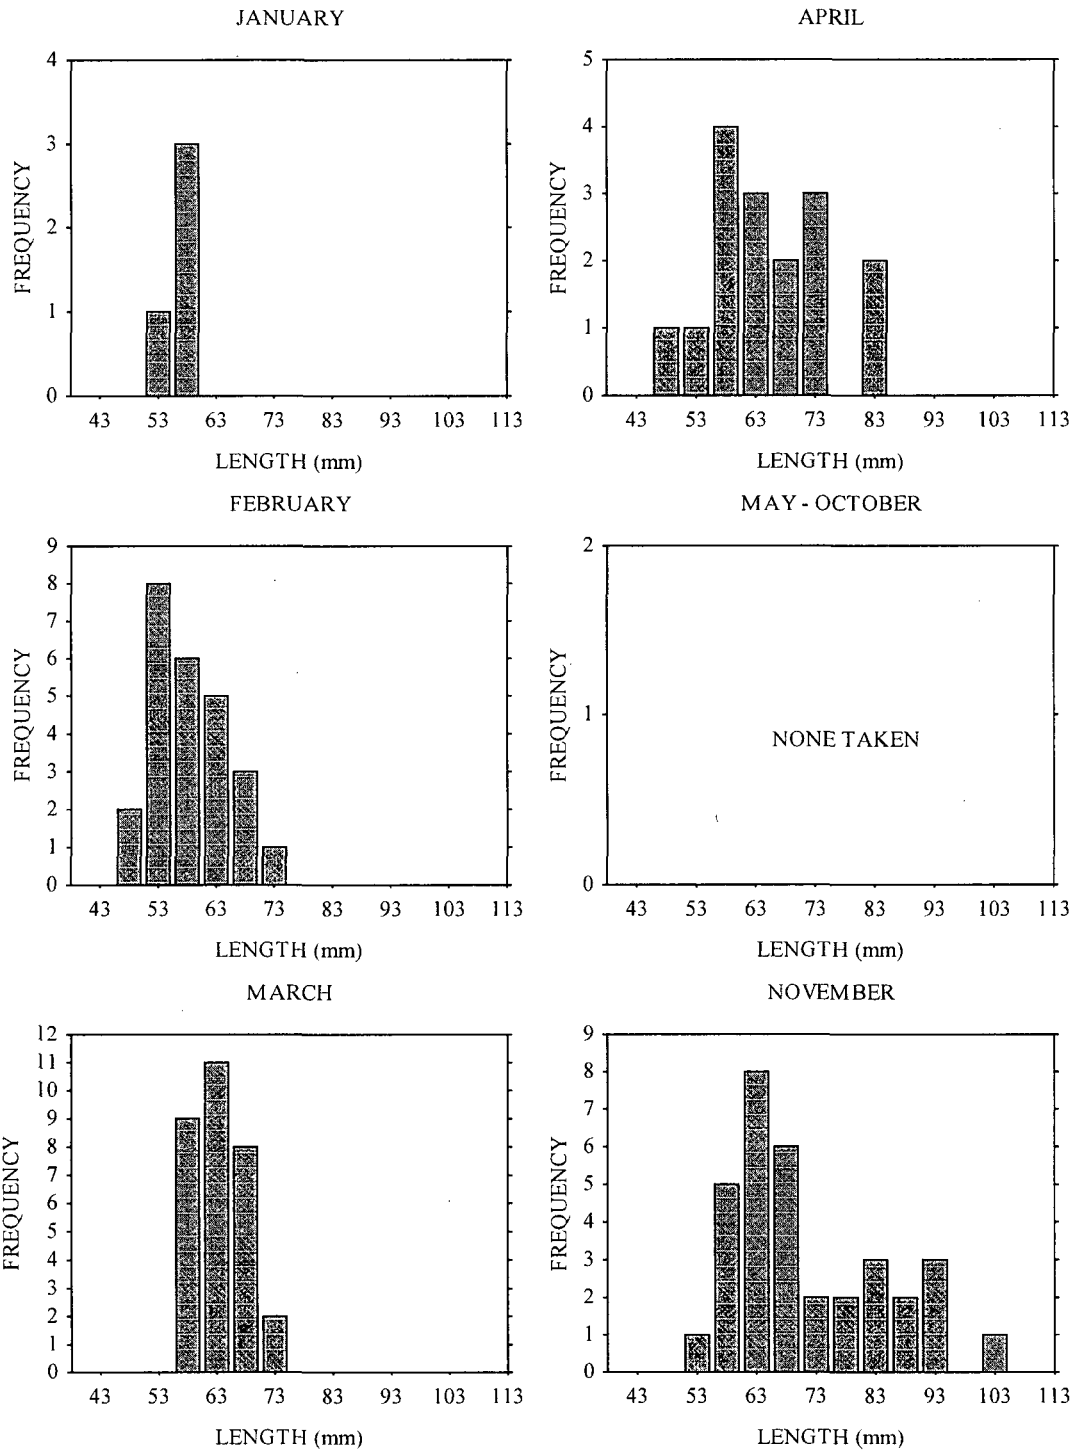 JANUARY
FREQUENCY
4
3
2
1
0
43 53 63 73 83 93 103 113
LENGTH (mm)
APRIL
FREQUENCY
5
4
3
2
1
0
43 53 63 73 83 93 103 113
LENGTH (mm)
FEBRUARY
FREQUENCY
9
8
7
6
5
4
3
2
1
0
43 53 63 73 83 93 103 113
LENGTH (mm)
MAY - OCTOBER
FREQUENCY
2
1
0
NONE TAKEN
43 53 63 73 83 93 103 113
LENGTH (mm)
MARCH
FREQUENCY
12
11
10
9
8
7
6
5
4
3
2
1
0
43 53 63 73 83 93 103 113
LENGTH (mm)
NOVEMBER
FREQUENCY
9
8
7
6
5
4
3
2
1
0
43 53 63 73 83 93 103 113
LENGTH (mm)